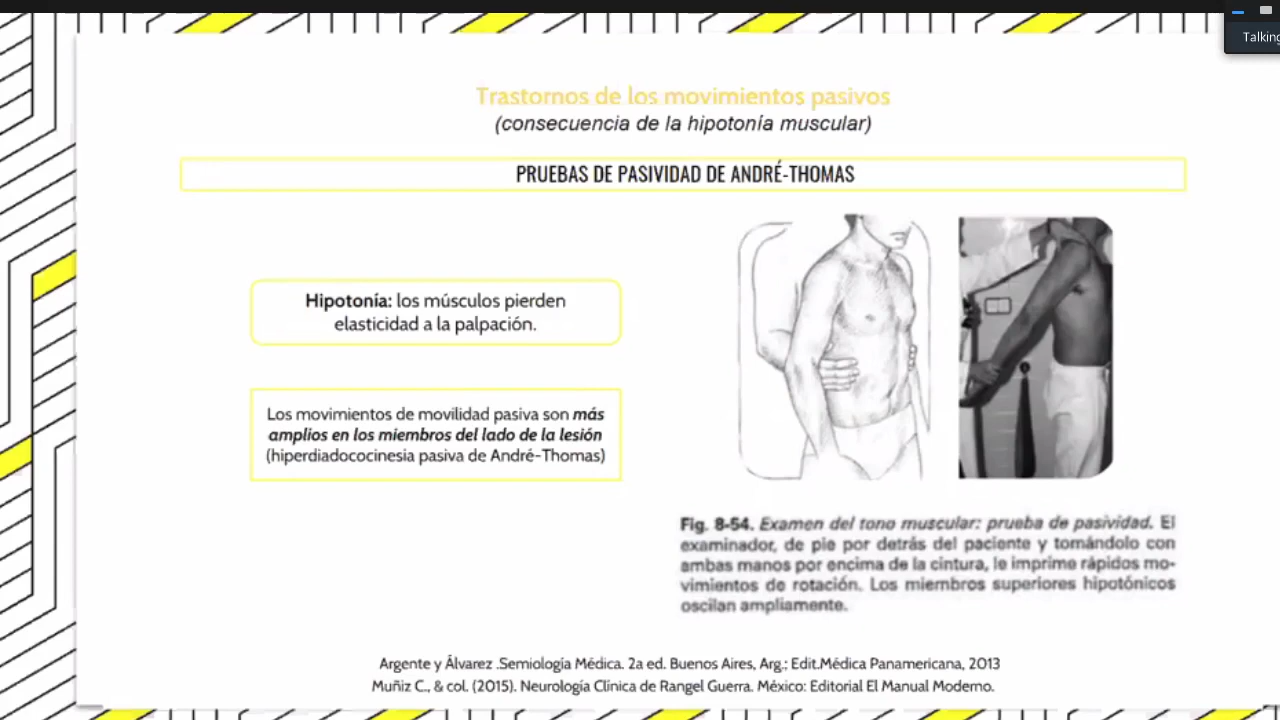 Talking
Trastornos de los movimientos pasivos
(consecuencia de la hipotonía muscular)
PRUEBAS DE PASIVIDAD DE ANDRÉ-THOMAS
Hipotonía: los músculos pierden
elasticidad a la palpación.
Los movimientos de movilidad pasiva son más
amplios en los miembros del lado de la lesión
(hiperdiadococinesia pasiva de André-Thomas)
Fig. 8-54. Examen del tono muscular: prueba de pasividad. El
examinador, de pie por detrás del paciente y tomándolo con
ambas manos por encima de la cintura, le imprime rápidos mo-
vimientos de rotación. Los miembros superiores hipotónicos
oscilan ampliamente.
Argente y Álvarez .Semiología Médica. 2a ed. Buenos Aires, Arg.; Edit.Médica Panamericana, 2013
Muñiz C., & col. (2015). Neurología Clínica de Rangel Guerra. México: Editorial El Manual Moderno.